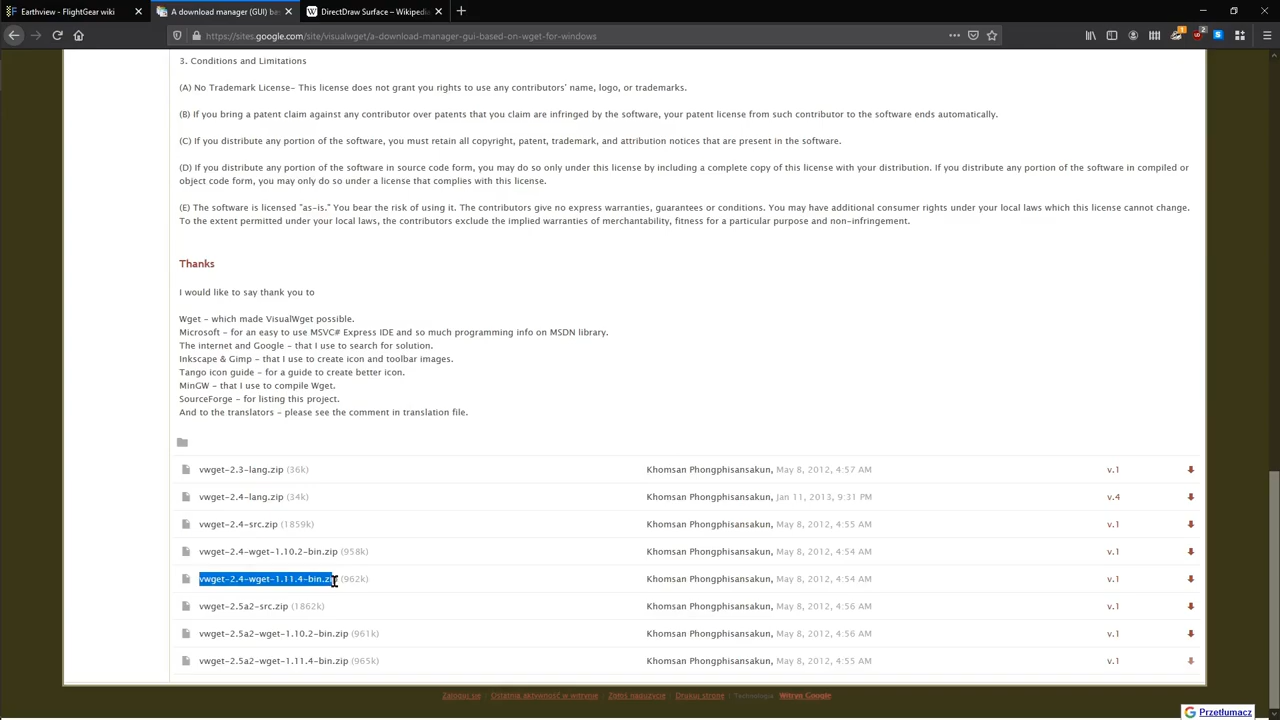 Earthview - FlightGear wiki
A download manager (GUI) ba
DirectDraw Surface – Wikipedi
https://sites.google.com/site/visualwget/a-download-manager-gui-based-on-wget-for-windows
3. Conditions and Limitations
(A) No Trademark License- This license does not grant you rights to use any contributors' name, logo, or trademarks.
(B) If you bring a patent claim against any contributor over patents that you claim are infringed by the software, your patent license from such contributor to the software ends automatically.
(C) If you distribute any portion of the software, you must retain all copyright, patent, trademark, and attribution notices that are present in the software.
(D) If you distribute any portion of the software in source code form, you may do so only under this license by including a complete copy of this license with your distribution. If you distribute any portion of the software in compiled or
object code form, you may only do so under a license that complies with this license.
(E) The software is licensed "as-is." You bear the risk of using it. The contributors give no express warranties, guarantees or conditions. You may have additional consumer rights under your local laws which this license cannot change.
To the extent permitted under your local laws, the contributors exclude the implied warranties of merchantability, fitness for a particular purpose and non-infringement.
Thanks
I would like to say thank you to
Wget - which made VisualWget possible.
Microsoft - for an easy to use MSVC# Express IDE and so much programming info on MSDN library.
The internet and Google - that I use to search for solution.
Inkscape & Gimp - that I use to create icon and toolbar images.
Tango icon guide - for a guide to create better icon.
MinGW - that I use to compile Wget.
SourceForge - for listing this project.
And to the translators - please see the comment in translation file.
vwget-2.3-lang.zip (36k) Khomsan Phongphisansakun, May 8, 2012, 4:57 AM v.1
vwget-2.4-lang.zip (34k) Khomsan Phongphisansakun, Jan 11, 2013, 9:31 PM v.4
vwget-2.4-src.zip (1859k) Khomsan Phongphisansakun, May 8, 2012, 4:55 AM v.1
vwget-2.4-wget-1.10.2-bin.zip (958k) Khomsan Phongphisansakun, May 8, 2012, 4:54 AM v.1
vwget-2.4-wget-1.11.4-bin.zip (962k) Khomsan Phongphisansakun, May 8, 2012, 4:54 AM v.1
vwget-2.5a2-src.zip (1862k) Khomsan Phongphisansakun, May 8, 2012, 4:56 AM v.1
vwget-2.5a2-wget-1.10.2-bin.zip (961k) Khomsan Phongphisansakun, May 8, 2012, 4:56 AM v.1
vwget-2.5a2-wget-1.11.4-bin.zip (965k) Khomsan Phongphisansakun, May 8, 2012, 4:55 AM v.1
Zaloguj się | Ostatnia aktywność w witrynie | Zgłoś nadużycie | Drukuj stronę | Technologia Witryn Google
Przetłumacz